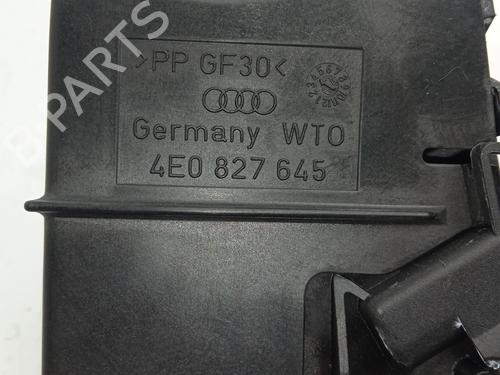 >PP GF30<
Germany WTO
4E0 827 645
B-PARTS